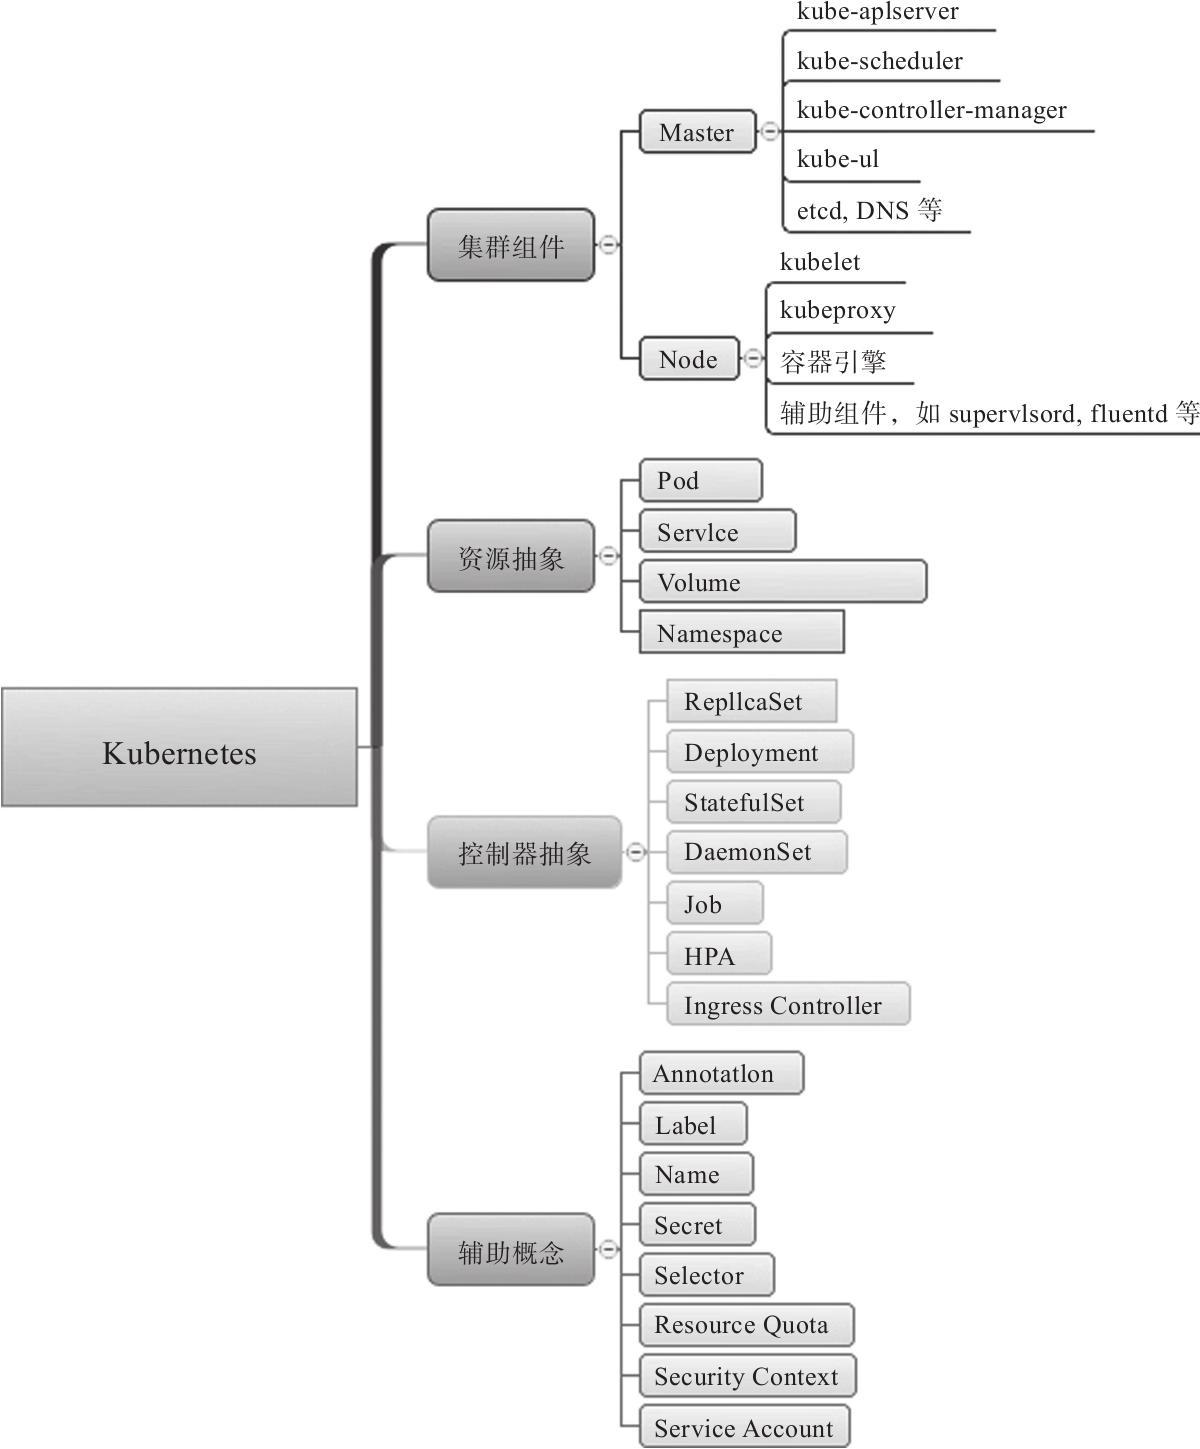 kube-aplserver
kube-scheduler
kube-controller-manager
kube-ul
etcd, DNS 等
Master
集群组件
kubelet
kubeproxy
容器引擎
辅助组件，如 supervlsord, fluentd 等
Node
资源抽象
Pod
Servlce
Volume
Namespace
Kubernetes
控制器抽象
RepllcaSet
Deployment
StatefulSet
DaemonSet
Job
HPA
Ingress Controller
辅助概念
Annotatlon
Label
Name
Secret
Selector
Resource Quota
Security Context
Service Account